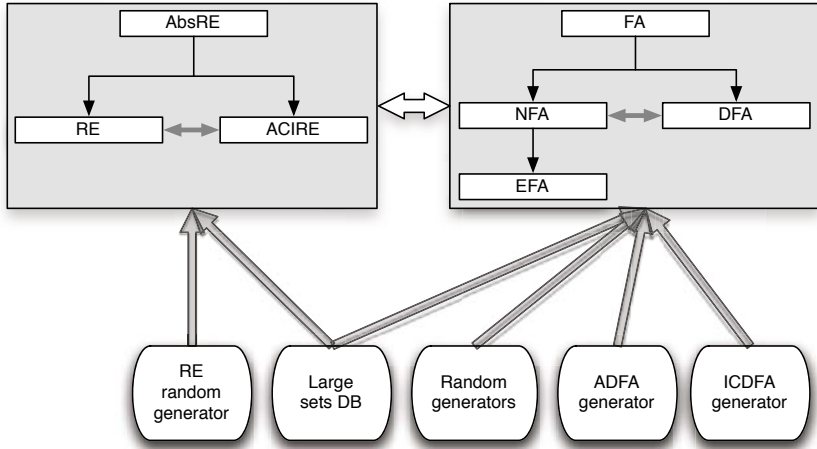 AbsRE
FA
RE
ACIRE
NFA
DFA
EFA
RE
random
generator
Large
sets DB
Random
generators
ADFA
generator
ICDFA
generator